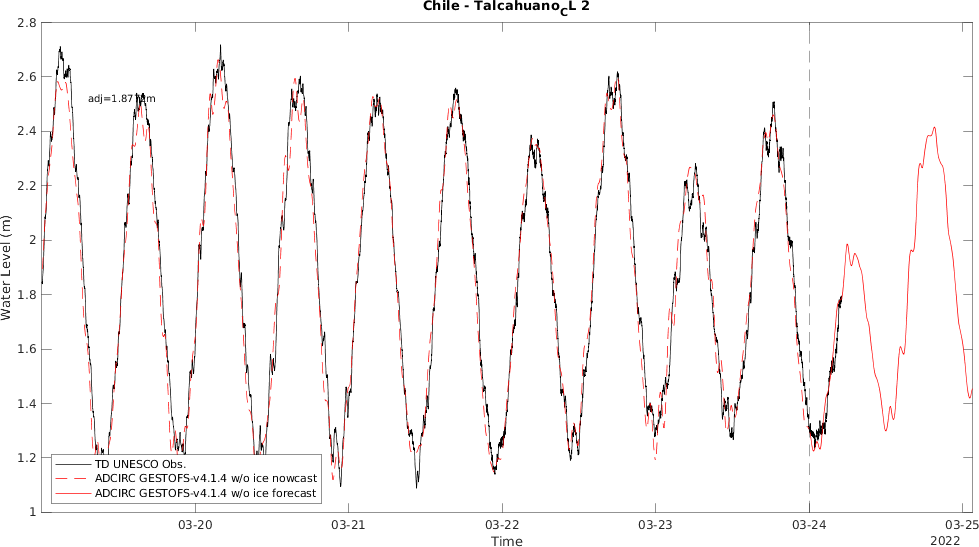 Chile - Talcahuano_CL 2
2.8
2.6
2.4
2.2
2
1.8
1.6
1.4
1.2
1
Water Level (m)
TD UNESCO Obs.
ADCIRC GESTOFS-v4.1.4 w/o ice nowcast
ADCIRC GESTOFS-v4.1.4 w/o ice forecast
03-20
03-21
03-22
03-23
03-24
03-25
Time
2022